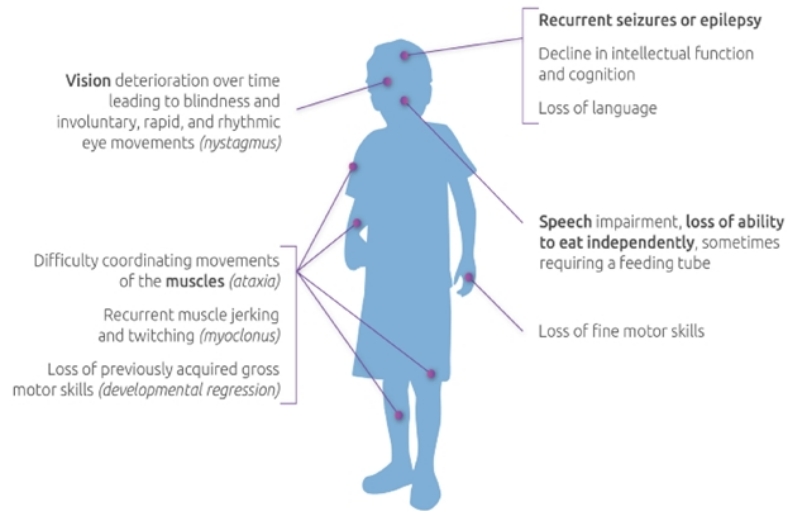 Vision deterioration over time
leading to blindness and
involuntary, rapid, and rhythmic
eye movements (nystagmus)
Difficulty coordinating movements
of the muscles (ataxia)
Recurrent muscle jerking
and twitching (myoclonus)
Loss of previously acquired gross
motor skills (developmental regression)
Recurrent seizures or epilepsy
Decline in intellectual function
and cognition
Loss of language
Speech impairment, loss of ability
to eat independently, sometimes
requiring a feeding tube
Loss of fine motor skills